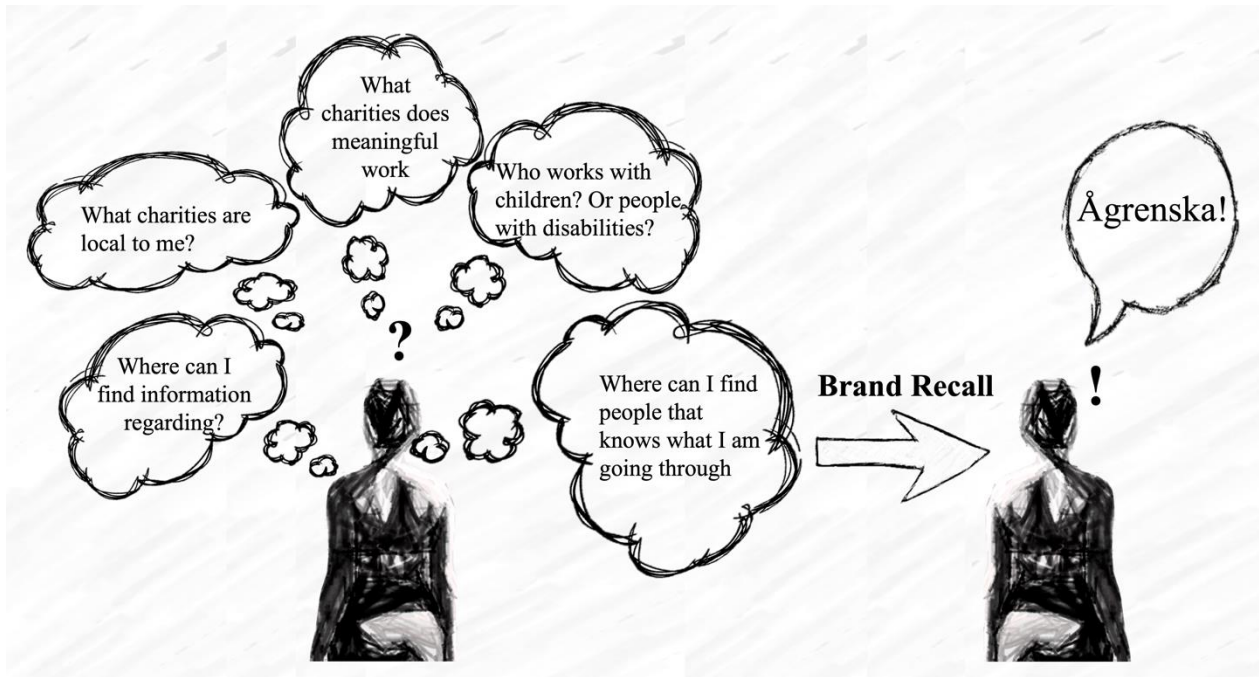 What
charities does
meaningful
work
What charities are
local to me?
Who works with
children? Or people
with disabilities?
Where can I
find information
regarding?
?
Where can I find
people that
knows what I am
going through
Brand Recall
Ågrenska!
!